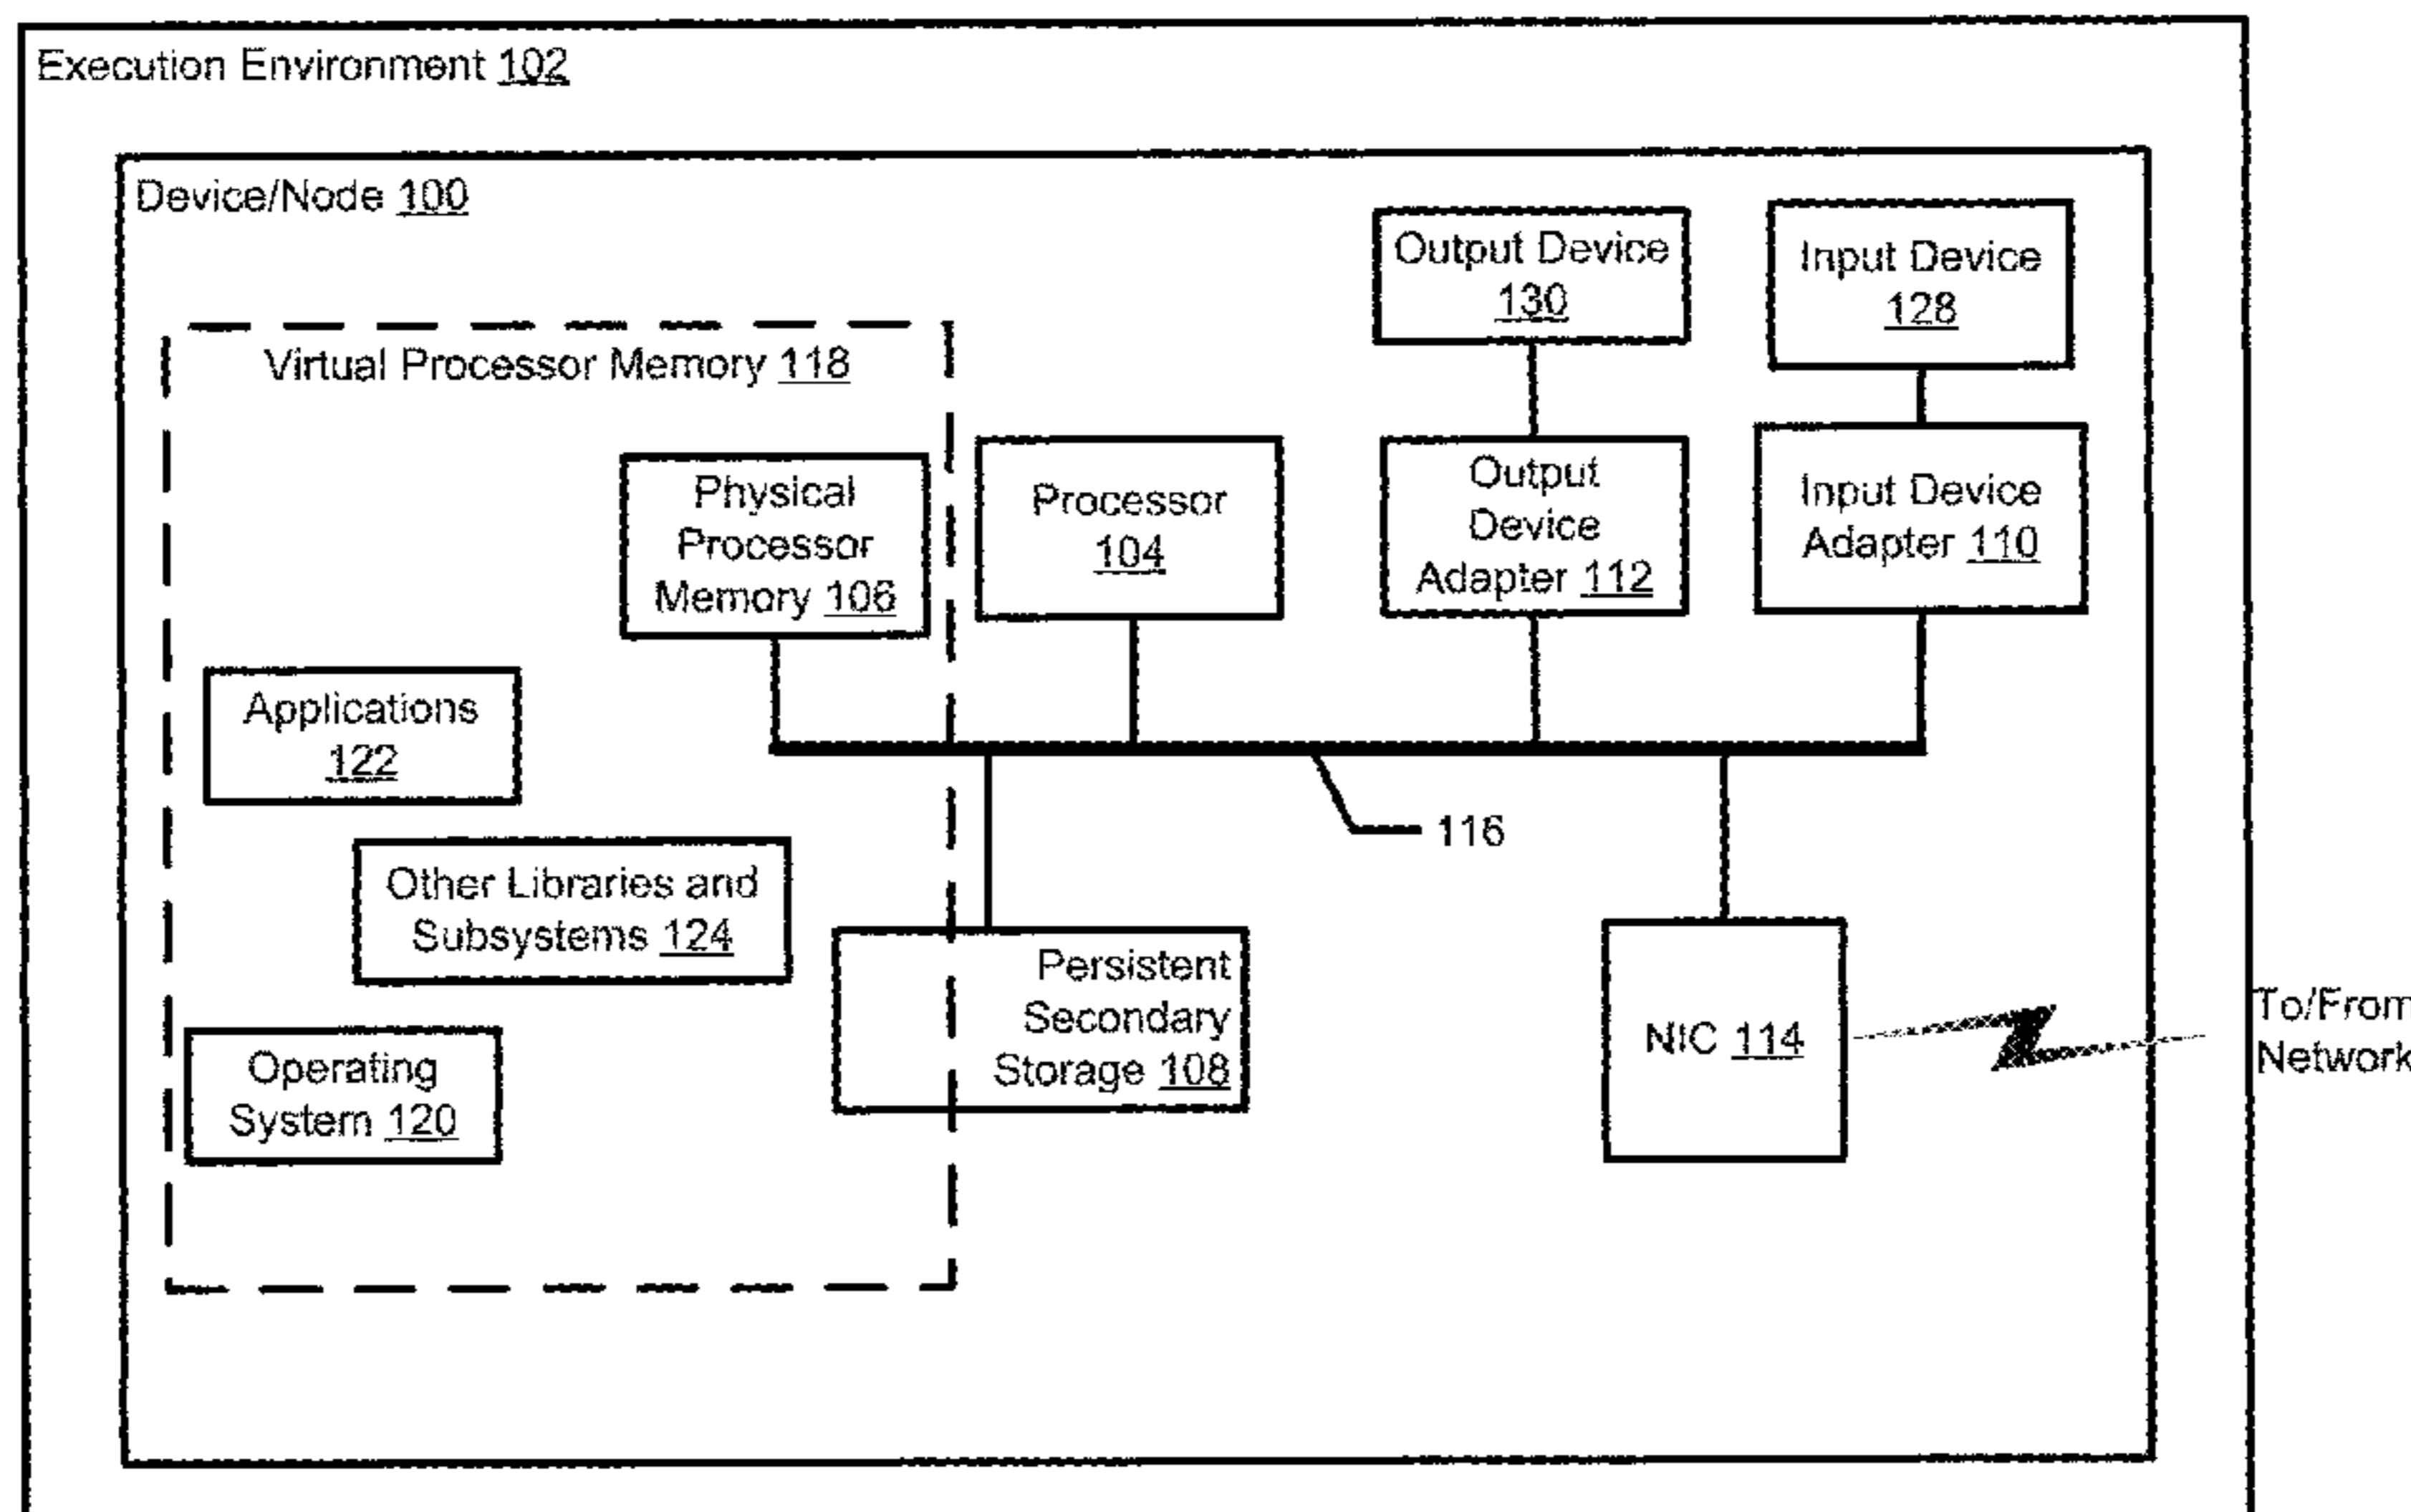 Execution Environment 102
Device/Node 100
Output Device
130
Input Device
128
Virtual Processor Memory 118
Physical
Processor
Memory 106
Processor
104
Output
Device
Adapter 112
Input Device
Adapter 110
Applications
122
116
Other Libraries and
Subsystems 124
Persistent
Secondary
Storage 108
NIC 114
To/From
Network
Operating
System 120